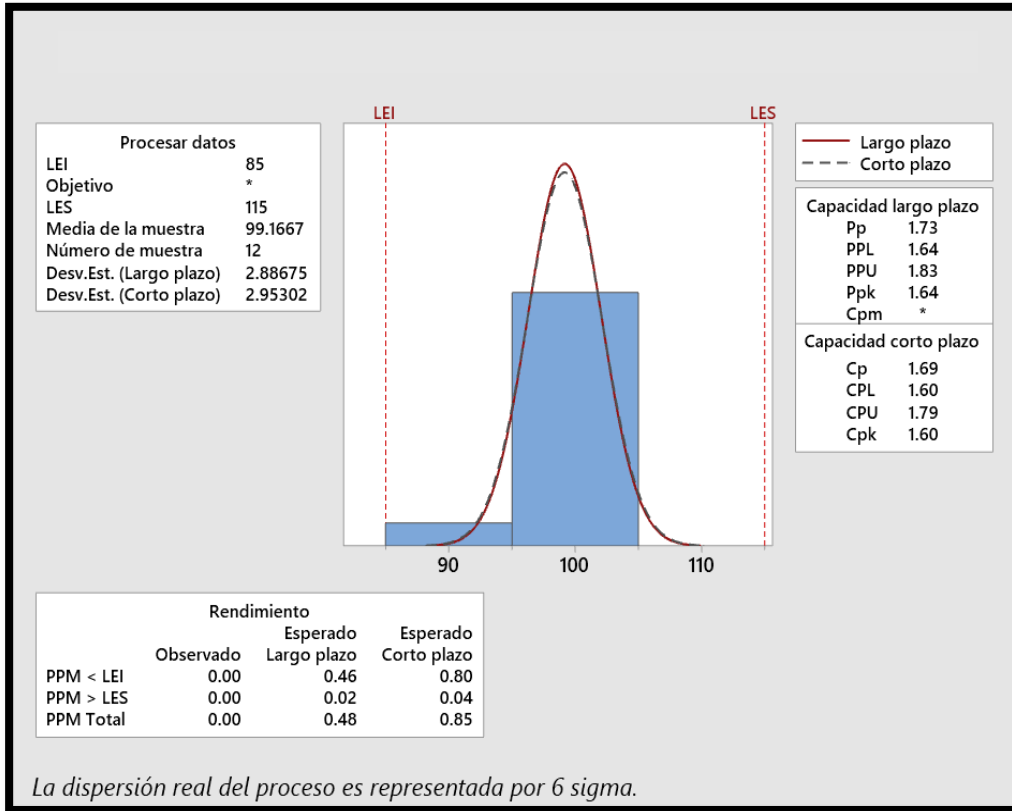 LEI LES
Procesar datos
LEI 85
Objetivo *
LES 115
Media de la muestra 99.1667
Número de muestra 12
Desv.Est. (Largo plazo) 2.88675
Desv.Est. (Corto plazo) 2.95302
90 100 110
Largo plazo
Corto plazo
Capacidad largo plazo
Pp 1.73
PPL 1.64
PPU 1.83
Ppk 1.64
Cpm *
Capacidad corto plazo
Cp 1.69
CPL 1.60
CPU 1.79
Cpk 1.60
Rendimiento
Esperado Esperado
Observado Largo plazo Corto plazo
PPM < LEI 0.00 0.46 0.80
PPM > LES 0.00 0.02 0.04
PPM Total 0.00 0.48 0.85
La dispersión real del proceso es representada por 6 sigma.